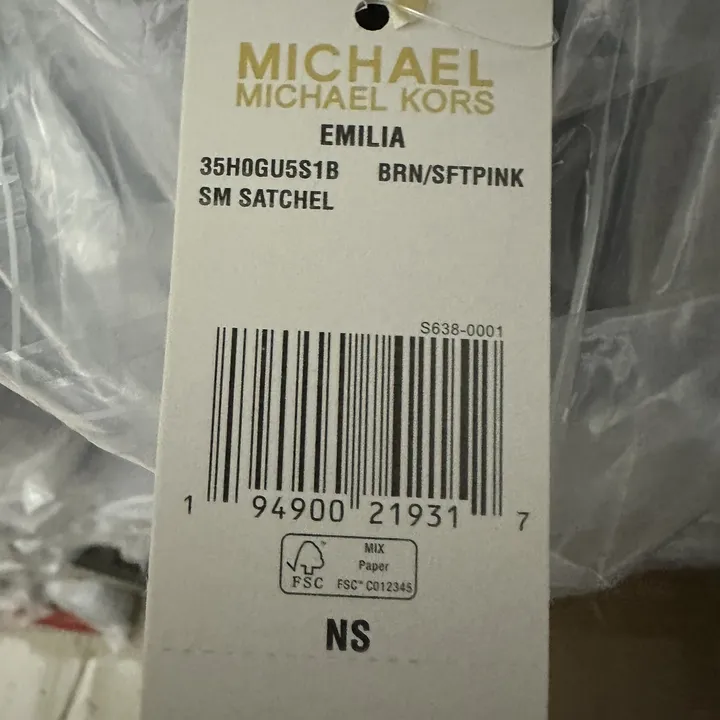 MICHAEL
MICHAEL KORS
EMILIA
35H0GU5S1B BRN/SFTPINK
SM SATCHEL
S638-0001
1 94900 21931 7
FSC
MIX
Paper
FSC™ C012345
NS